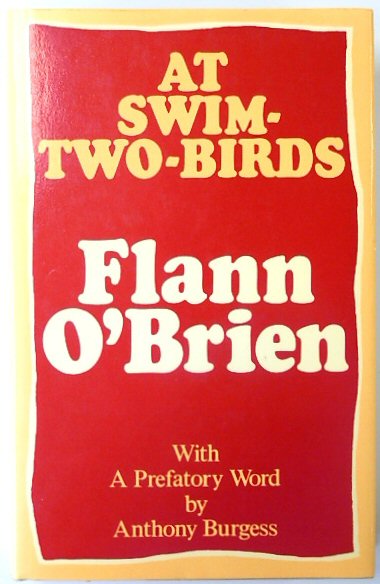 AT
SWIM-
TWO-BIRDS
Flann
O'Brien
With
A Prefatory Word
by
Anthony Burgess